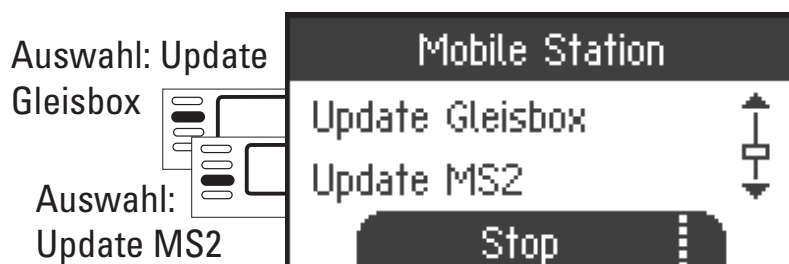 Auswahl: Update
Gleisbox
Auswahl:
Update MS2
Mobile Station
Update Gleisbox
Update MS2
Stop